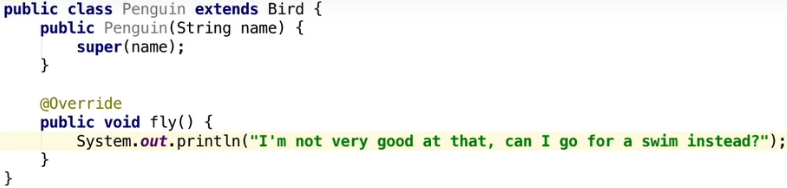 public class Penguin extends Bird {
    public Penguin(String name) {
        super(name);
    }

    @Override
    public void fly() {
        System.out.println("I'm not very good at that, can I go for a swim instead?");
    }
}